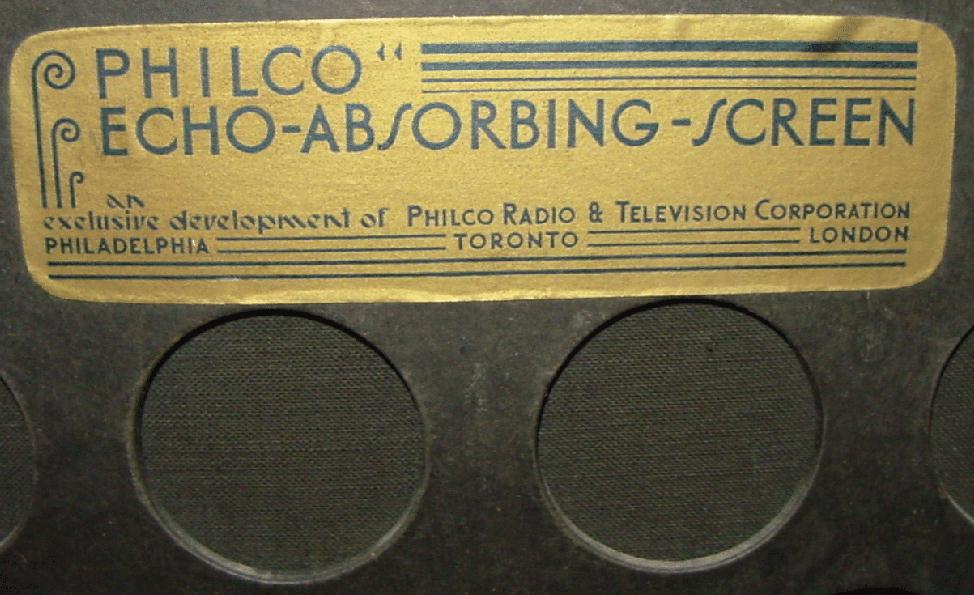 PHILCO “
ECHO-ABSORBING-SCREEN
an
exclusive development of PHILCO RADIO & TELEVISION CORPORATION
PHILADELPHIA TORONTO LONDON